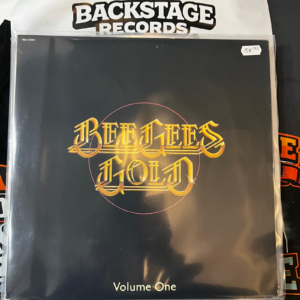 BACKSTAGE
RECORDS
BEE GEES
GOLD
Volume One